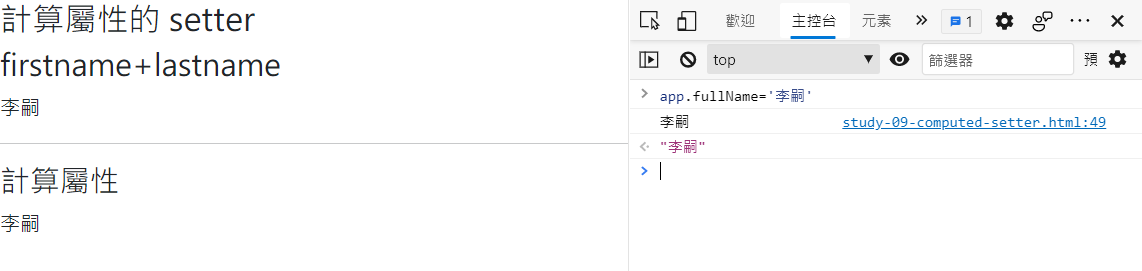 計算屬性的 setter
firstname+lastname
李嗣
計算屬性
李嗣
歡迎 主控台 元素 » 1
top ▼ 篩選器 預
> app.fullName='李嗣'
李嗣 study-09-computed-setter.html:49
"李嗣"
>